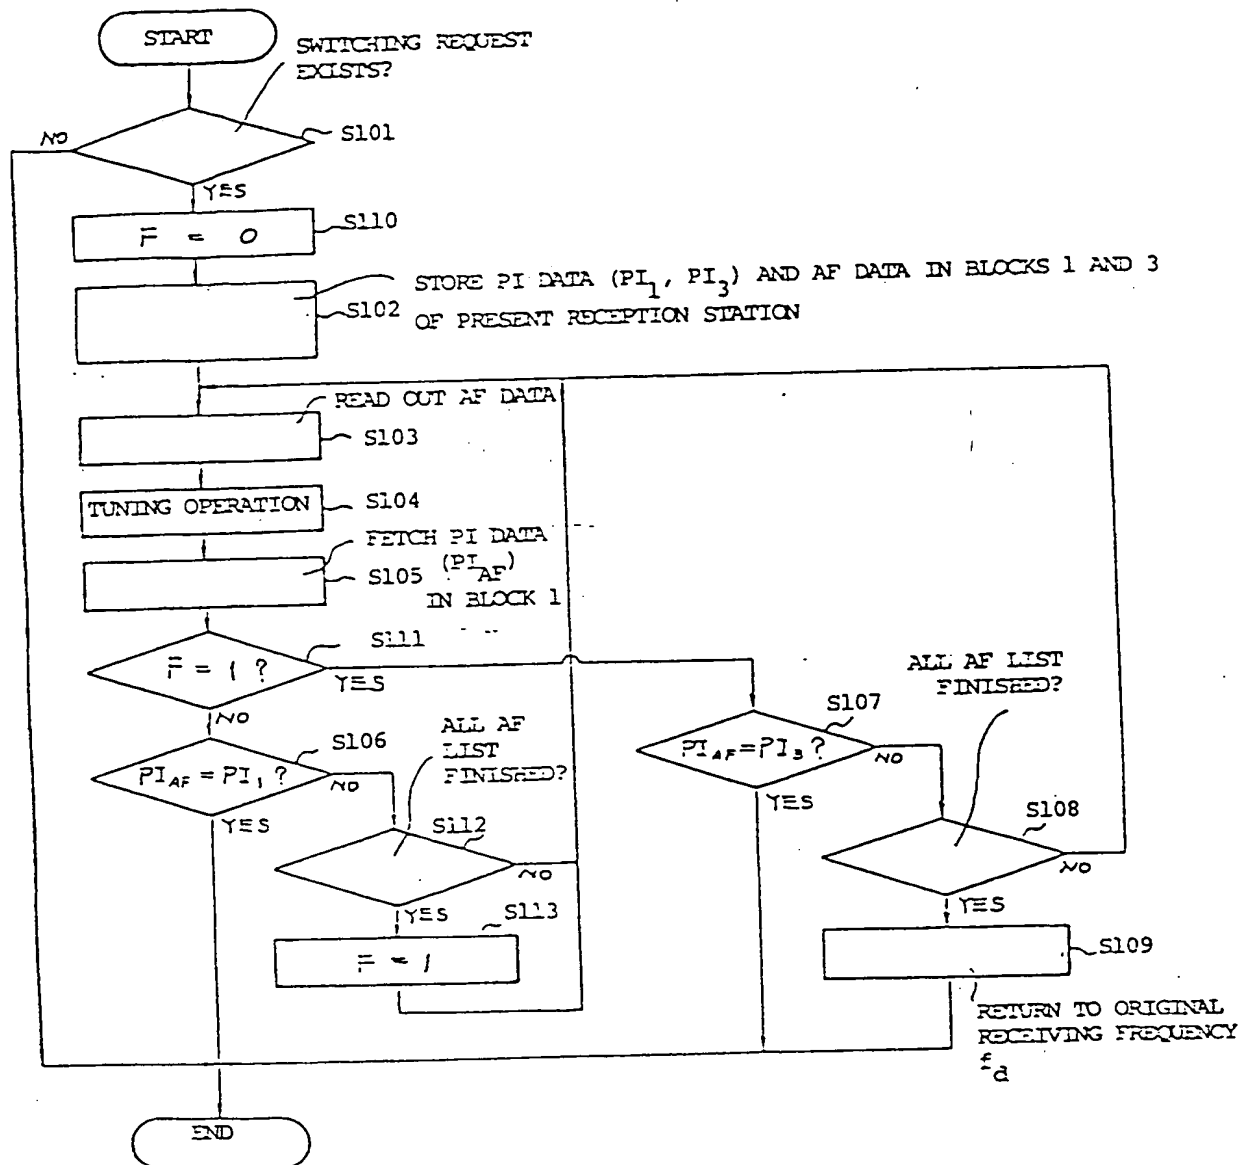 START
SWITCHING REQUEST
EXISTS?
NO
S101
YES
F = 0
S110
STORE PI DATA (PI1, PI3) AND AF DATA IN BLOCKS 1 AND 3
S102
OF PRESENT RECEPTION STATION
READ OUT AF DATA
S103
TUNING OPERATION
S104
FETCH PI DATA
(PIAF)
S105
IN BLOCK 1
S111
F = 1 ?
YES
NO
ALL AF LIST
FINISHED?
S107
PIAF=PI3?
NO
YES
S106
PIAF=PI1?
NO
YES
ALL AF
LIST
FINISHED?
S112
NO
YES
S108
NO
YES
S113
F = 1
S109
RETURN TO ORIGINAL
RECEIVING FREQUENCY
fd
END